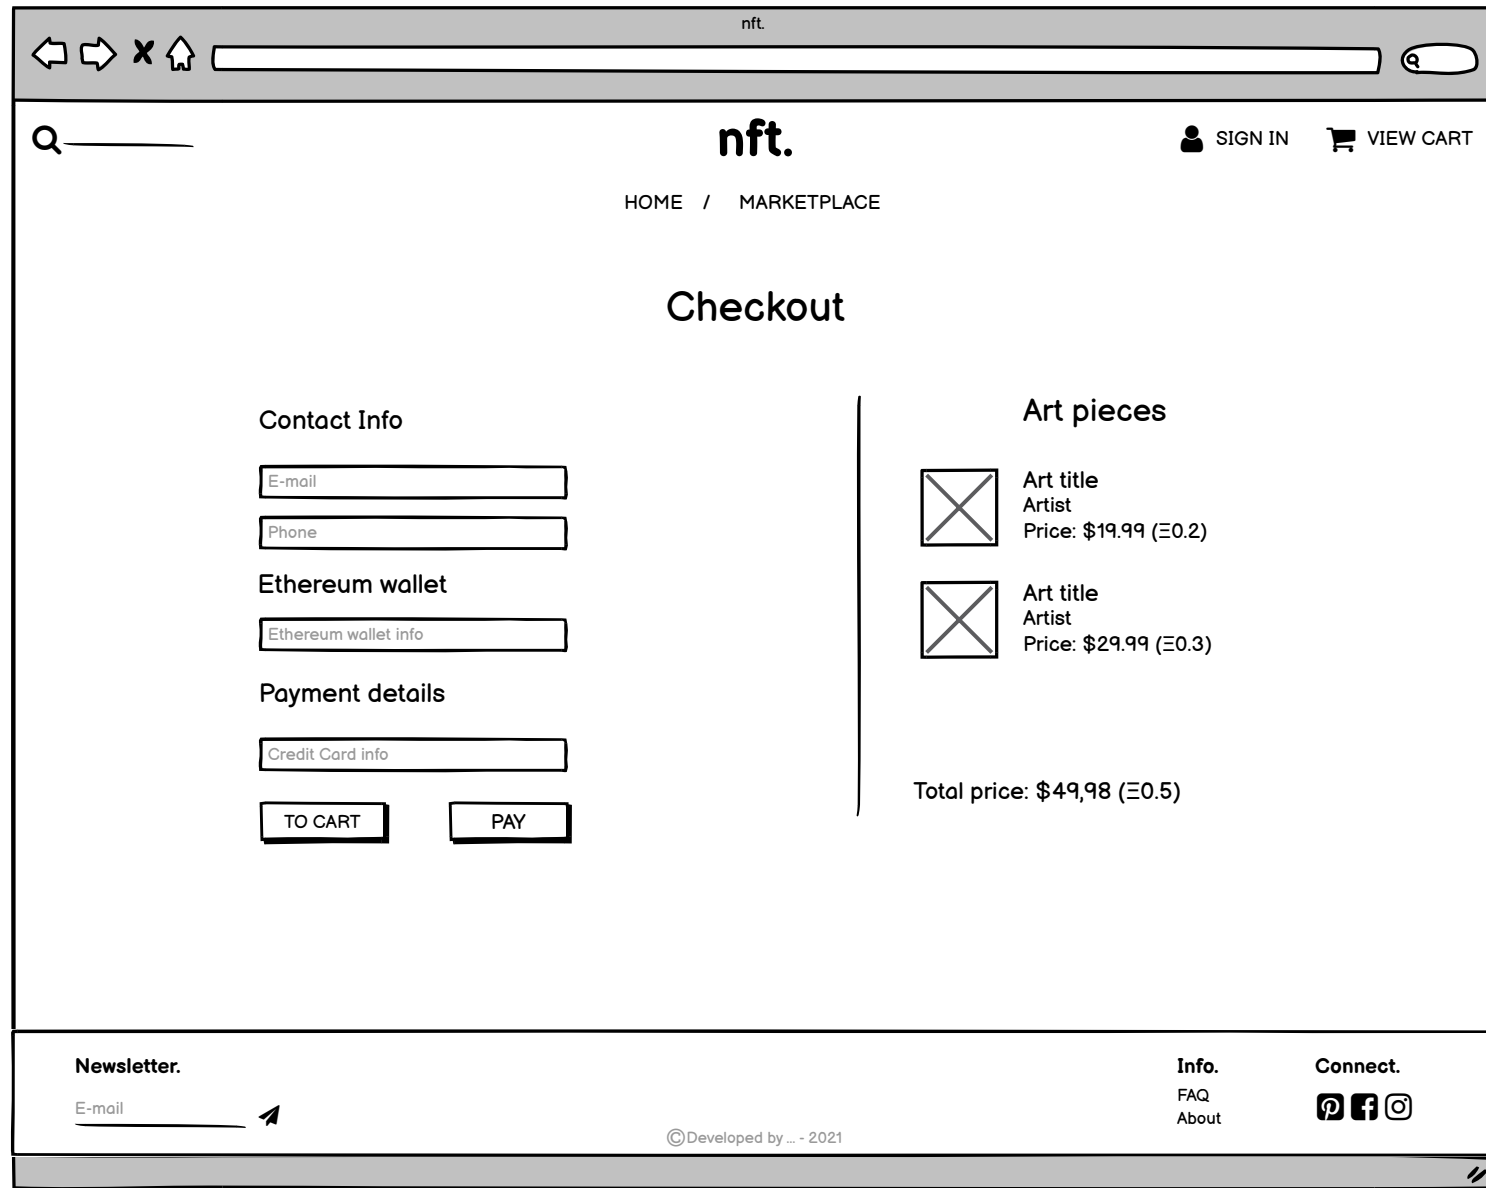 nft.
nft.
SIGN IN
VIEW CART
HOME / MARKETPLACE
Checkout
Contact Info
E-mail
Phone
Ethereum wallet
Ethereum wallet info
Payment details
Credit Card info
TO CART
PAY
Art pieces
Art title
Artist
Price: $19.99 (Ξ0.2)
Art title
Artist
Price: $29.99 (Ξ0.3)
Total price: $49,98 (Ξ0.5)
Newsletter.
E-mail
Info.
FAQ
About
Connect.
©Developed by ... - 2021